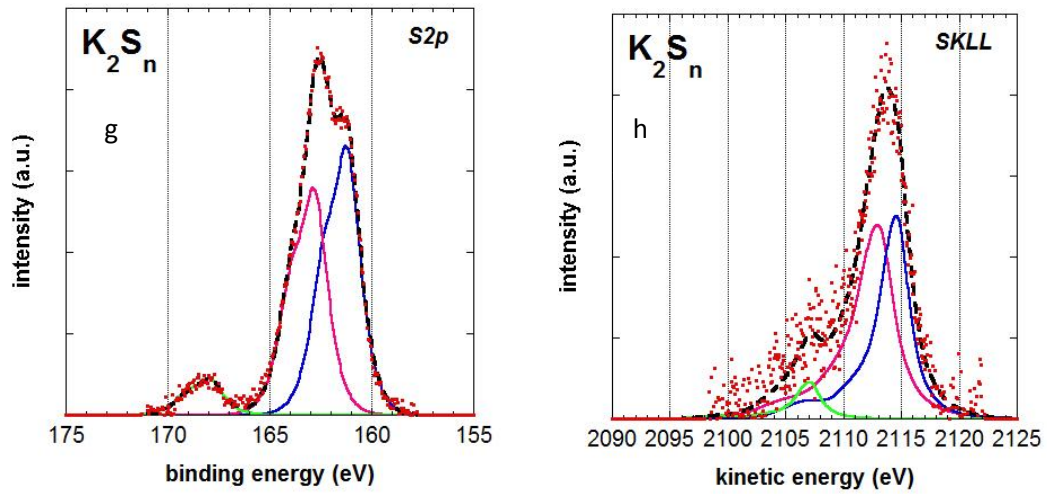 K2Sn
S2p
g
intensity (a.u.)
175 170 165 160 155
binding energy (eV)
K2Sn
SKLL
h
intensity (a.u.)
2090 2095 2100 2105 2110 2115 2120 2125
kinetic energy (eV)